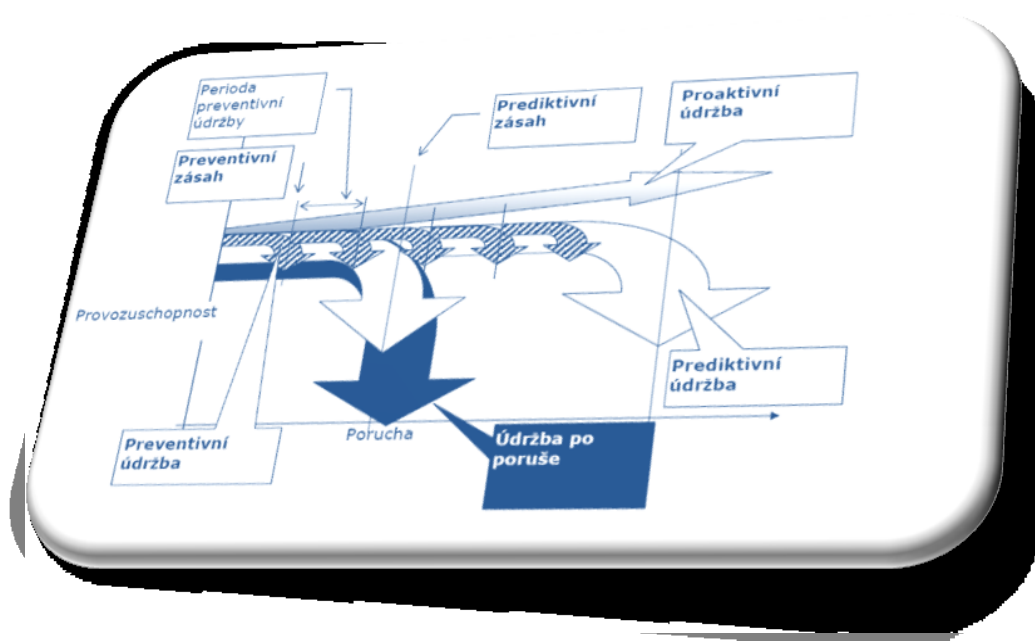 Perioda
preventivní
údržby
Preventivní
zásah
Prediktivní
zásah
Proaktivní
údržba
Provozuschopnost
Prediktivní
údržba
Preventivní
údržba
Porucha
Údržba po
poruše